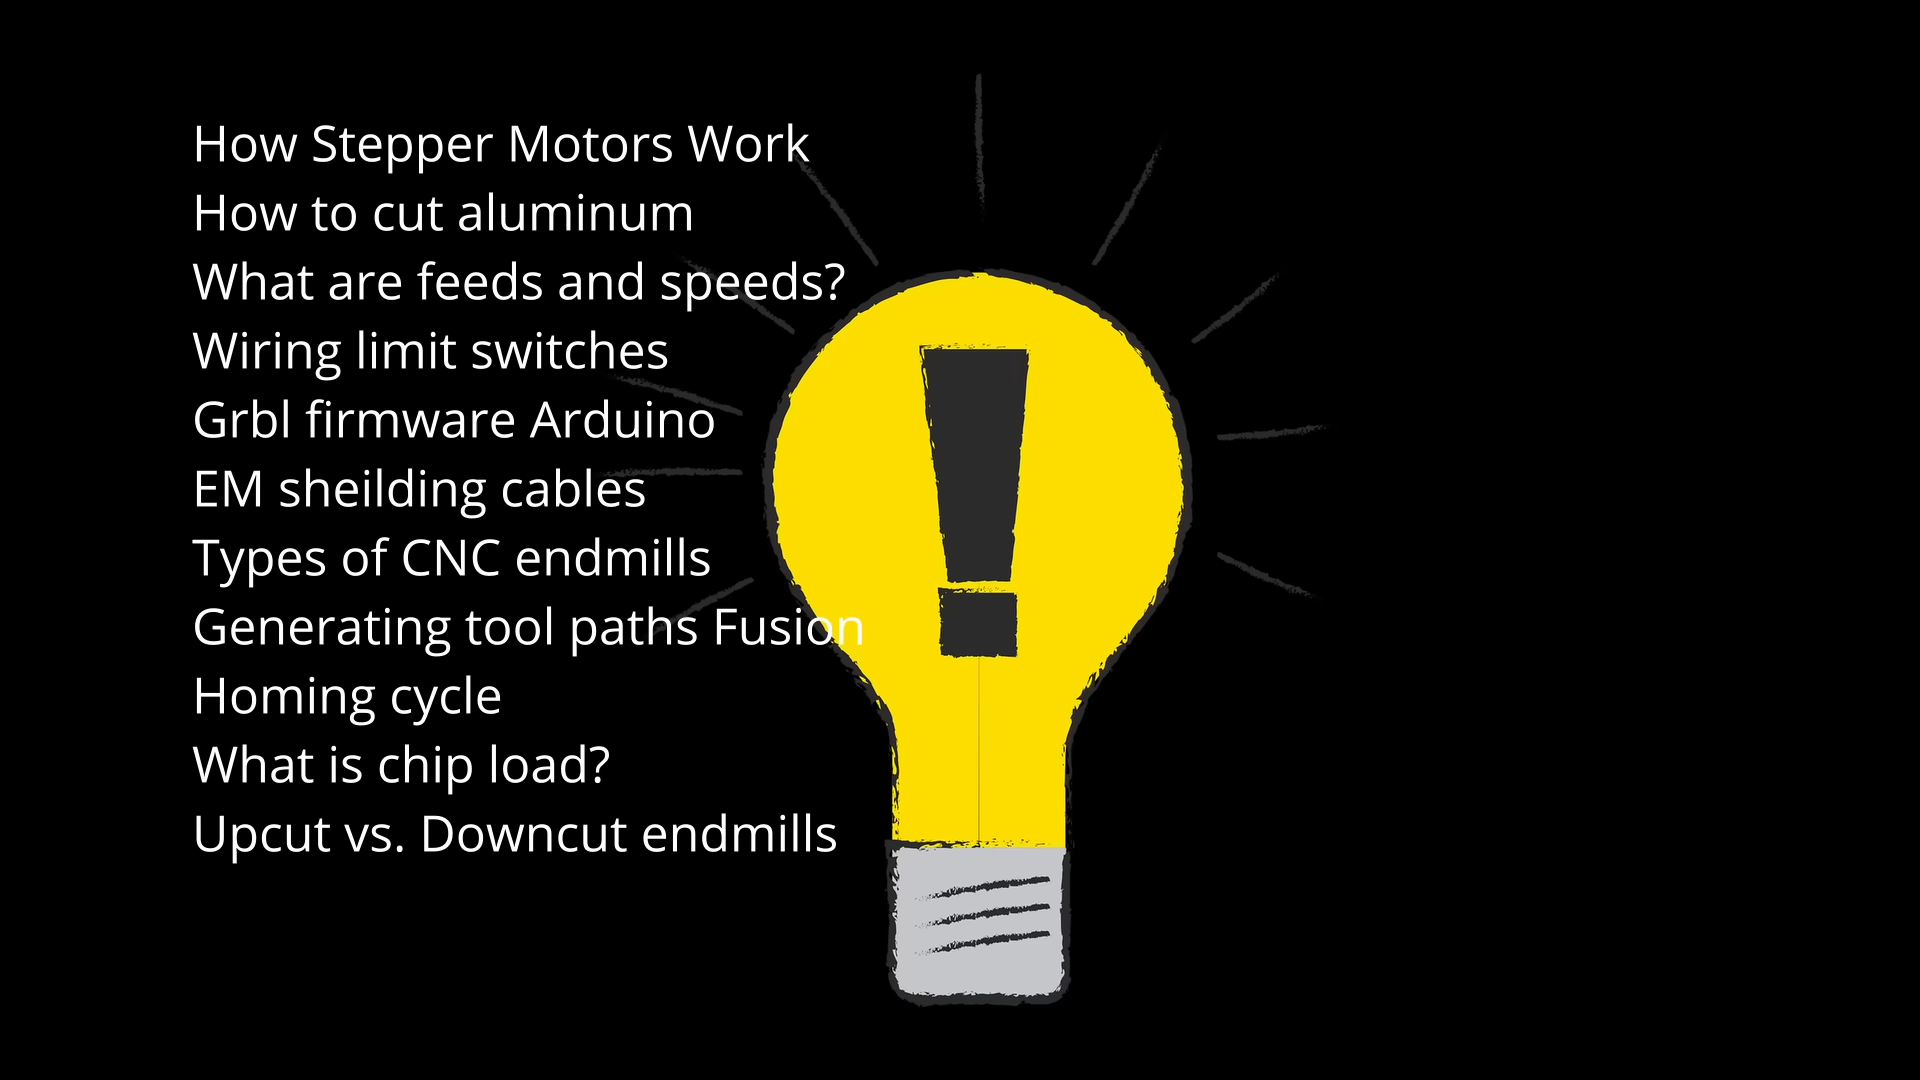 How Stepper Motors Work
How to cut aluminum
What are feeds and speeds?
Wiring limit switches
Grbl firmware Arduino
EM sheilding cables
Types of CNC endmills
Generating tool paths Fusion
Homing cycle
What is chip load?
Upcut vs. Downcut endmills
!